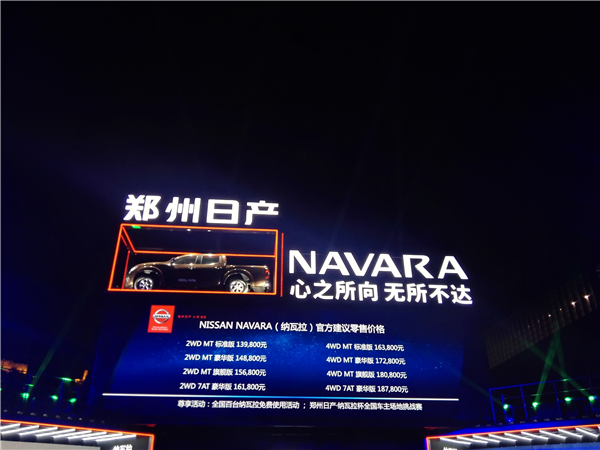 郑州日产
NAVARA
心之所向 无所不达
NISSAN NAVARA（纳瓦拉）官方建议零售价格
2WD MT 标准版 139,800元
2WD MT 豪华版 148,800元
2WD MT 旗舰版 156,800元
2WD 7AT 豪华版 161,800元
4WD MT 标准版 163,800元
4WD MT 豪华版 172,800元
4WD MT 旗舰版 180,800元
4WD 7AT 豪华版 187,800元
尊享活动：全国百台纳瓦拉免费使用活动 ； 郑州日产·纳瓦拉杯全国车主场地挑战赛